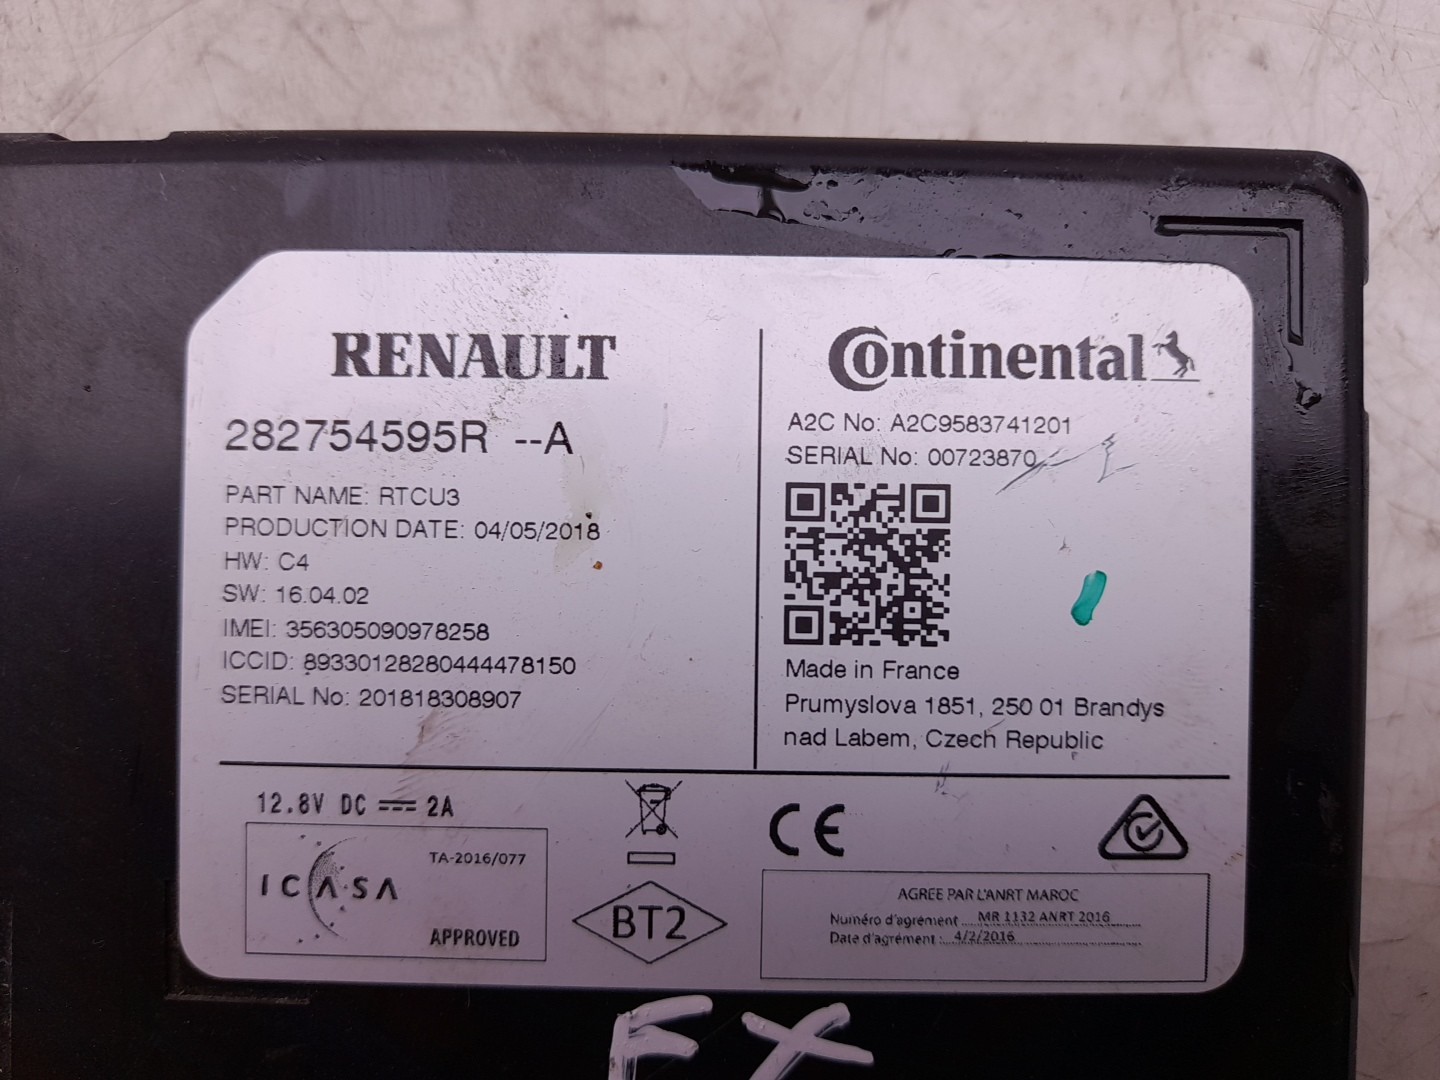 RENAULT
282754595R --A
PART NAME: RTCU3
PRODUCTION DATE: 04/05/2018
HW: C4
SW: 16.04.02
IMEI: 356305090978258
ICCID: 89330128280444478150
SERIAL No: 201818308907
Continental
A2C No: A2C9583741201
SERIAL No: 00723870
Made in France
Prumyslova 1851, 250 01 Brandys
nad Labem, Czech Republic
12.8V DC 2A
TA-2016/077
ICASA
APPROVED
BT2
CE
AGREE PAR L'ANRT MAROC
Numéro d'agrément MR 1132 ANRT 2016
Date d'agrément : 4/2/2016
FX